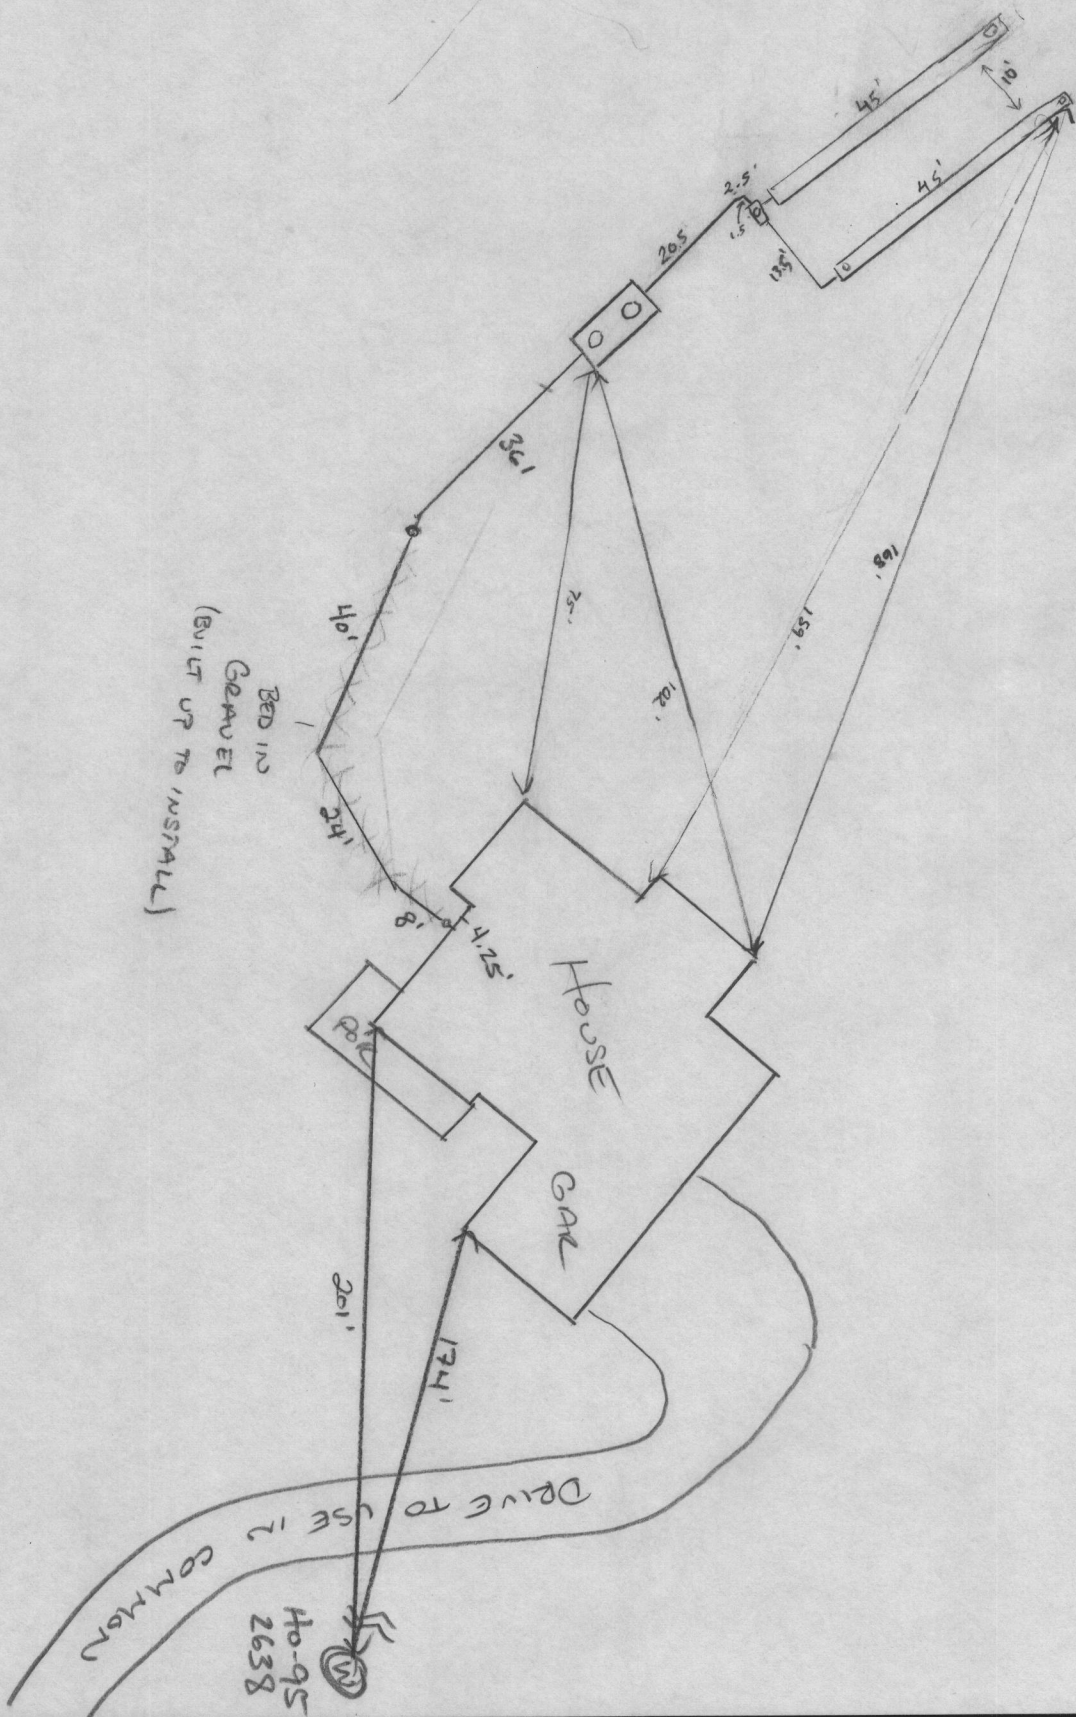 45'
10'
45'
2.5'
1.5
13.5'
20.5
36'
75'
102'
159'
168'
40'
24'
8'
4.25'
BED IN
GRAVEL
(BUILT UP TO INSTALL)
HOUSE
POR
GAR
201'
174'
DRIVE TO USE IN COMMON
HO-95
2638
W